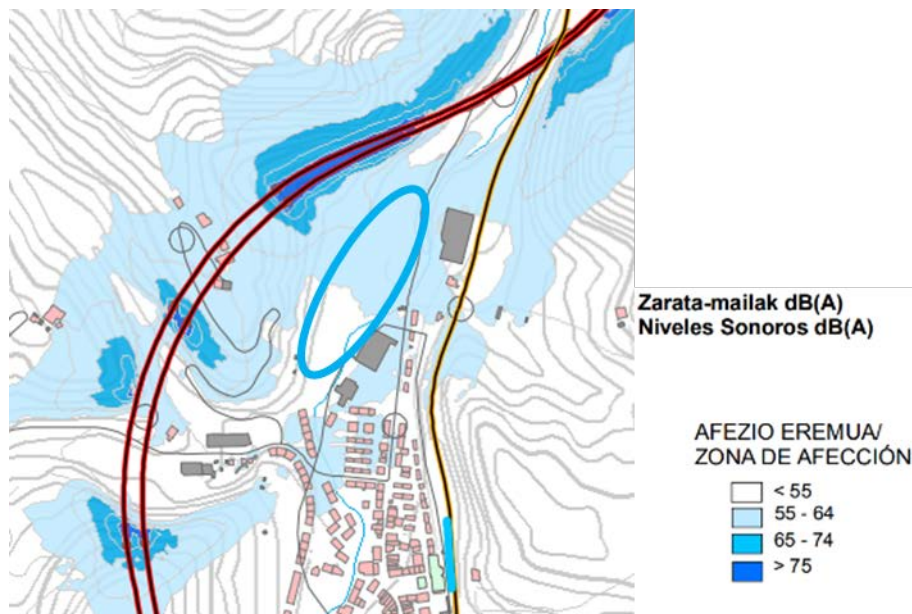 Zarata-mailak dB(A)
Niveles Sonoros dB(A)
AFEZIO EREMUA/
ZONA DE AFECCIÓN
< 55
55 - 64
65 - 74
> 75